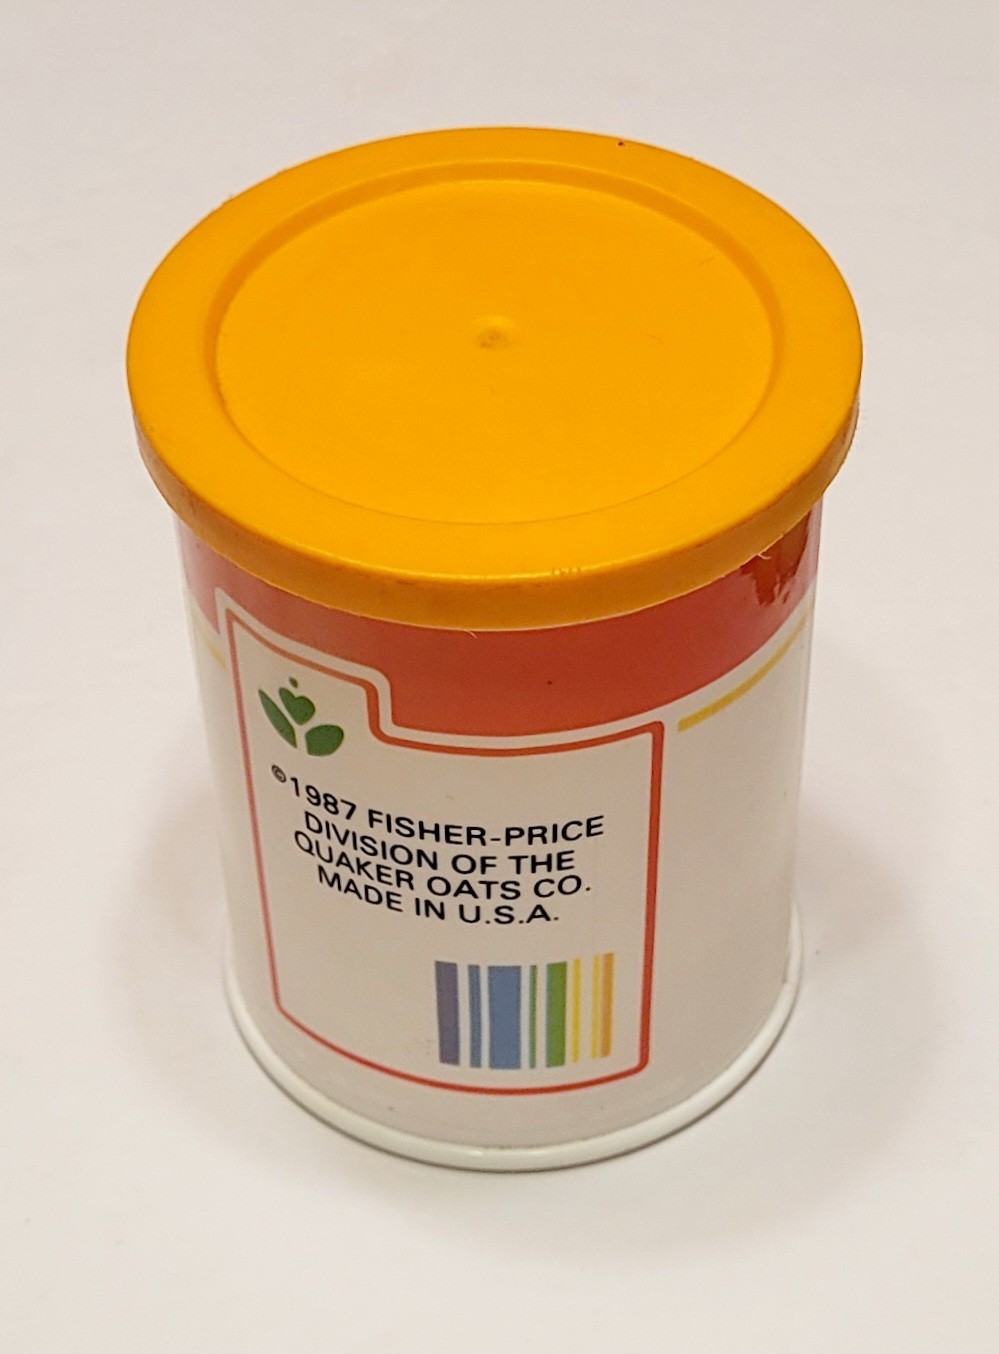 ©1987 FISHER-PRICE
DIVISION OF THE
QUAKER OATS CO.
MADE IN U.S.A.